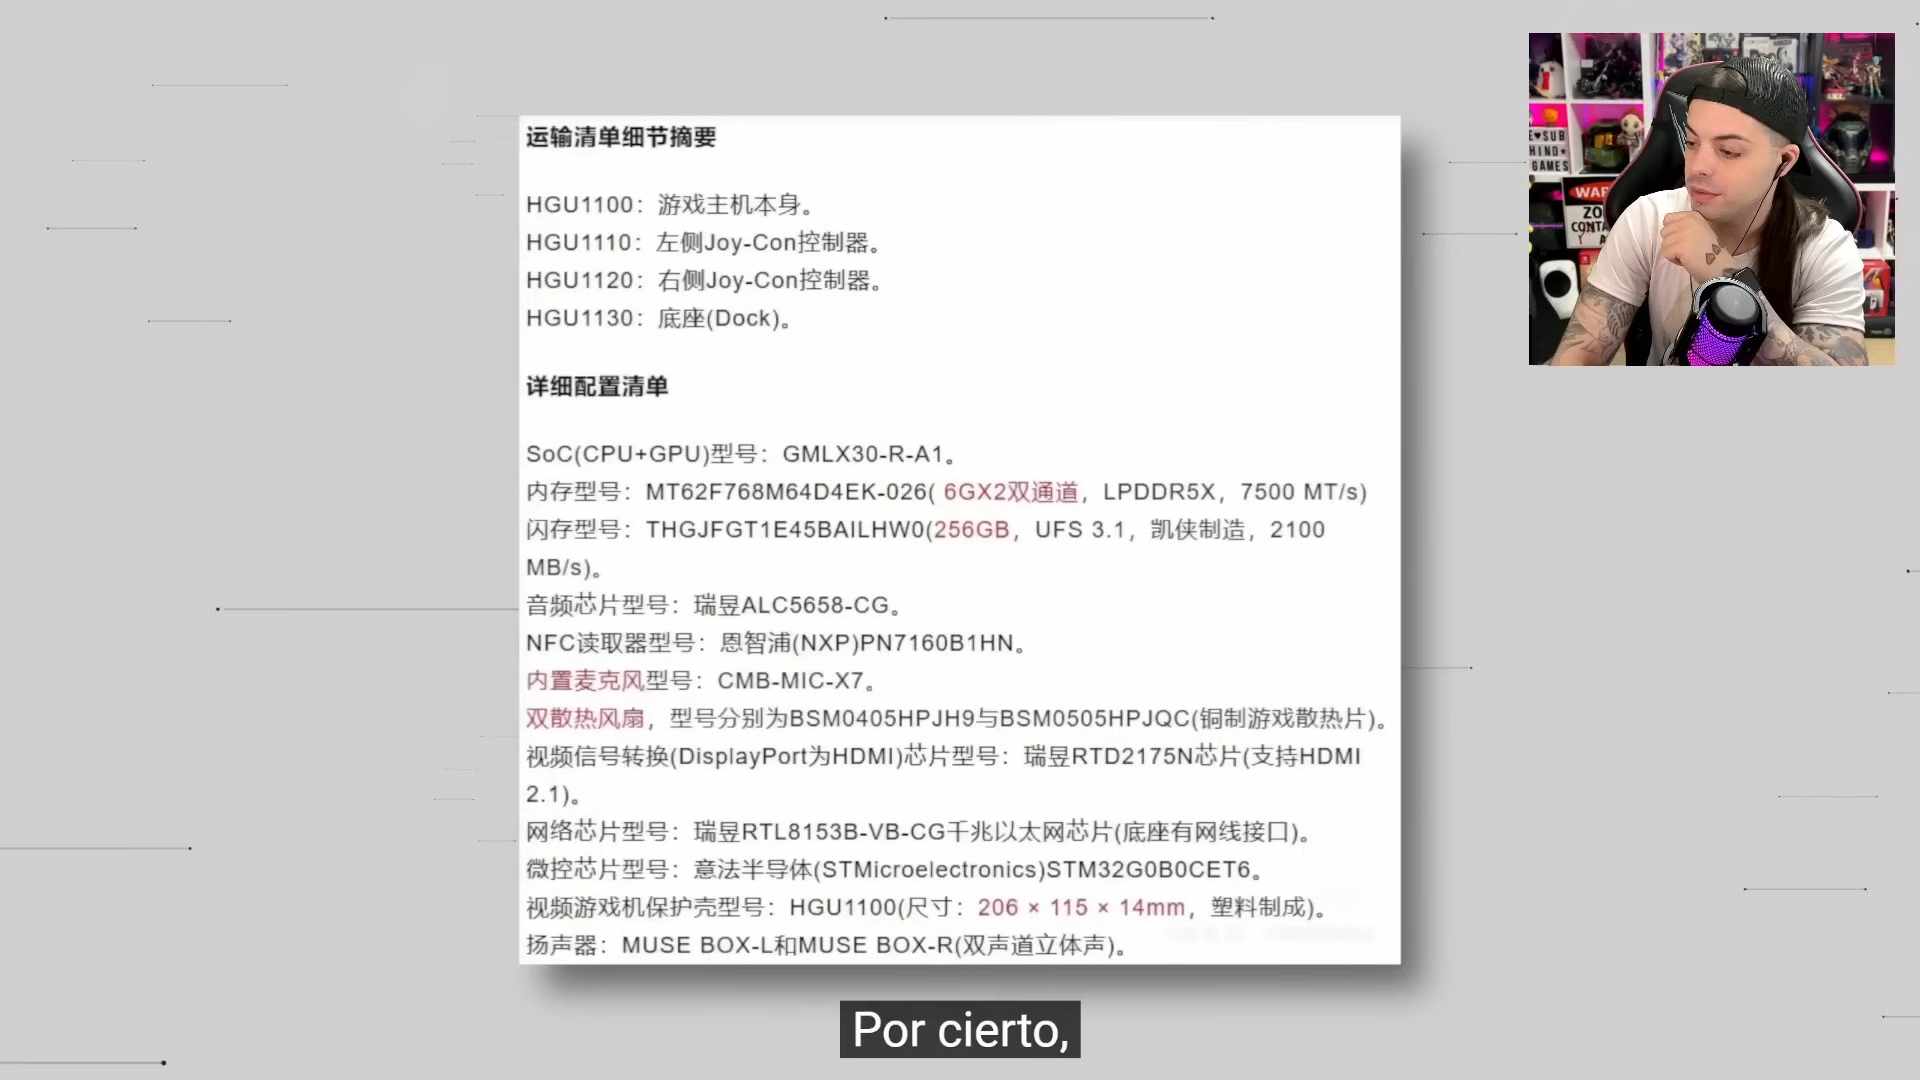 运输清单细节摘要
HGU1100：游戏主机本身。
HGU1110：左侧Joy-Con控制器。
HGU1120：右侧Joy-Con控制器。
HGU1130：底座(Dock)。
详细配置清单
SoC(CPU+GPU)型号：GMLX30-R-A1。
内存型号：MT62F768M64D4EK-026( 6GX2双通道，LPDDR5X，7500 MT/s)
闪存型号：THGJFGT1E45BAILHW0(256GB，UFS 3.1，凯侠制造，2100
MB/s)。
音频芯片型号：瑞昱ALC5658-CG。
NFC读取器型号：恩智浦(NXP)PN7160B1HN。
内置麦克风型号：CMB-MIC-X7。
双散热风扇，型号分别为BSM0405HPJH9与BSM0505HPJQC(铜制游戏散热片)。
视频信号转换(DisplayPort为HDMI)芯片型号：瑞昱RTD2175N芯片(支持HDMI
2.1)。
网络芯片型号：瑞昱RTL8153B-VB-CG千兆以太网芯片(底座有网线接口)。
微控芯片型号：意法半导体(STMicroelectronics)STM32G0B0CET6。
视频游戏机保护壳型号：HGU1100(尺寸：206 × 115 × 14mm，塑料制成)。
扬声器：MUSE BOX-L和MUSE BOX-R(双声道立体声)。
E♥SUB
HIND★
GAMES
WAR
ZO
CONTA
A
Por cierto,